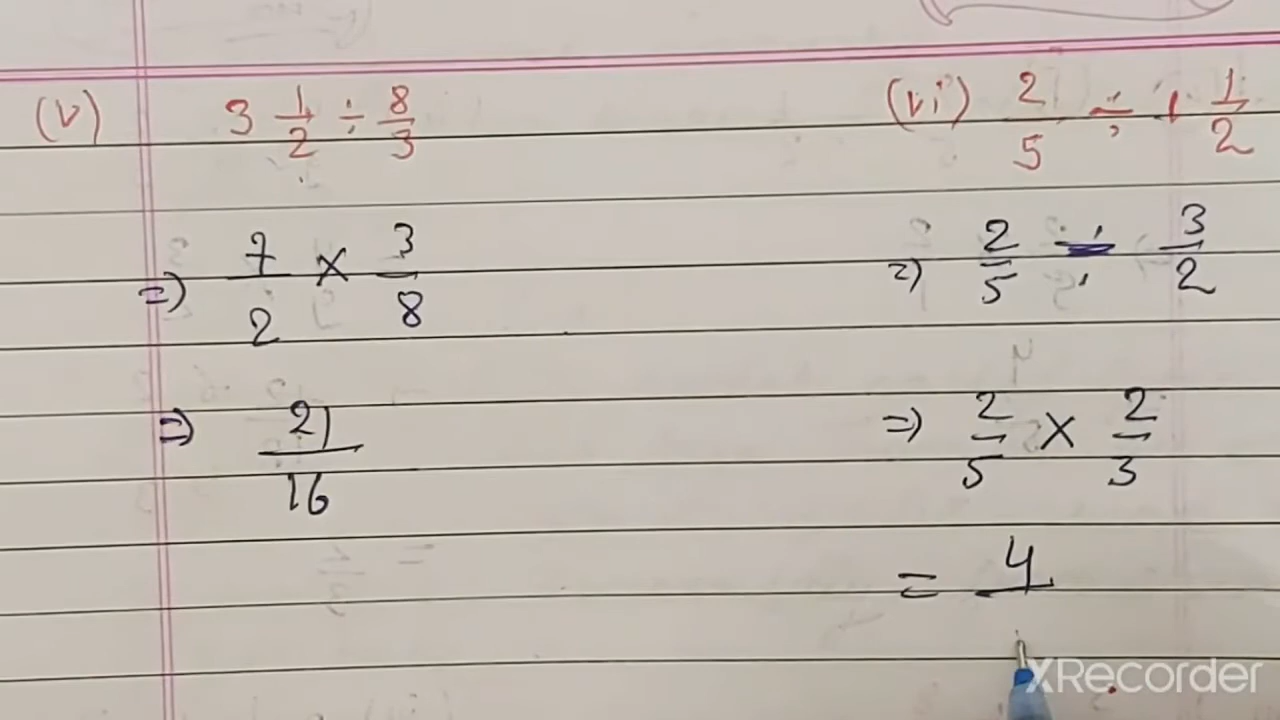 (v) 3 1/2 ÷ 8/3
(vi) 2/5 ÷ 1 1/2
=) 7/2 × 3/8
=) 2/5 ÷ 3/2
=) 21/16
=) 2/5 × 2/3
= 4/
XRecorder